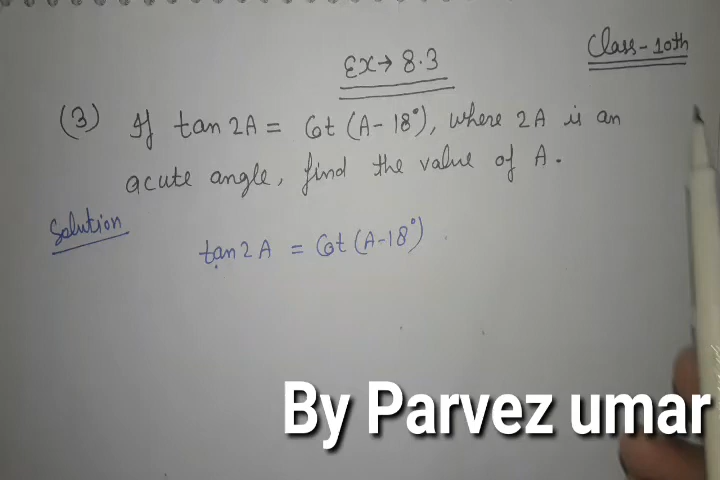 Class-10th
Ex→ 8.3
(3) If tan 2A = Cot (A-18°), where 2A is an
acute angle, find the value of A.
Solution
tan 2A = Cot (A-18°)
By Parvez umar